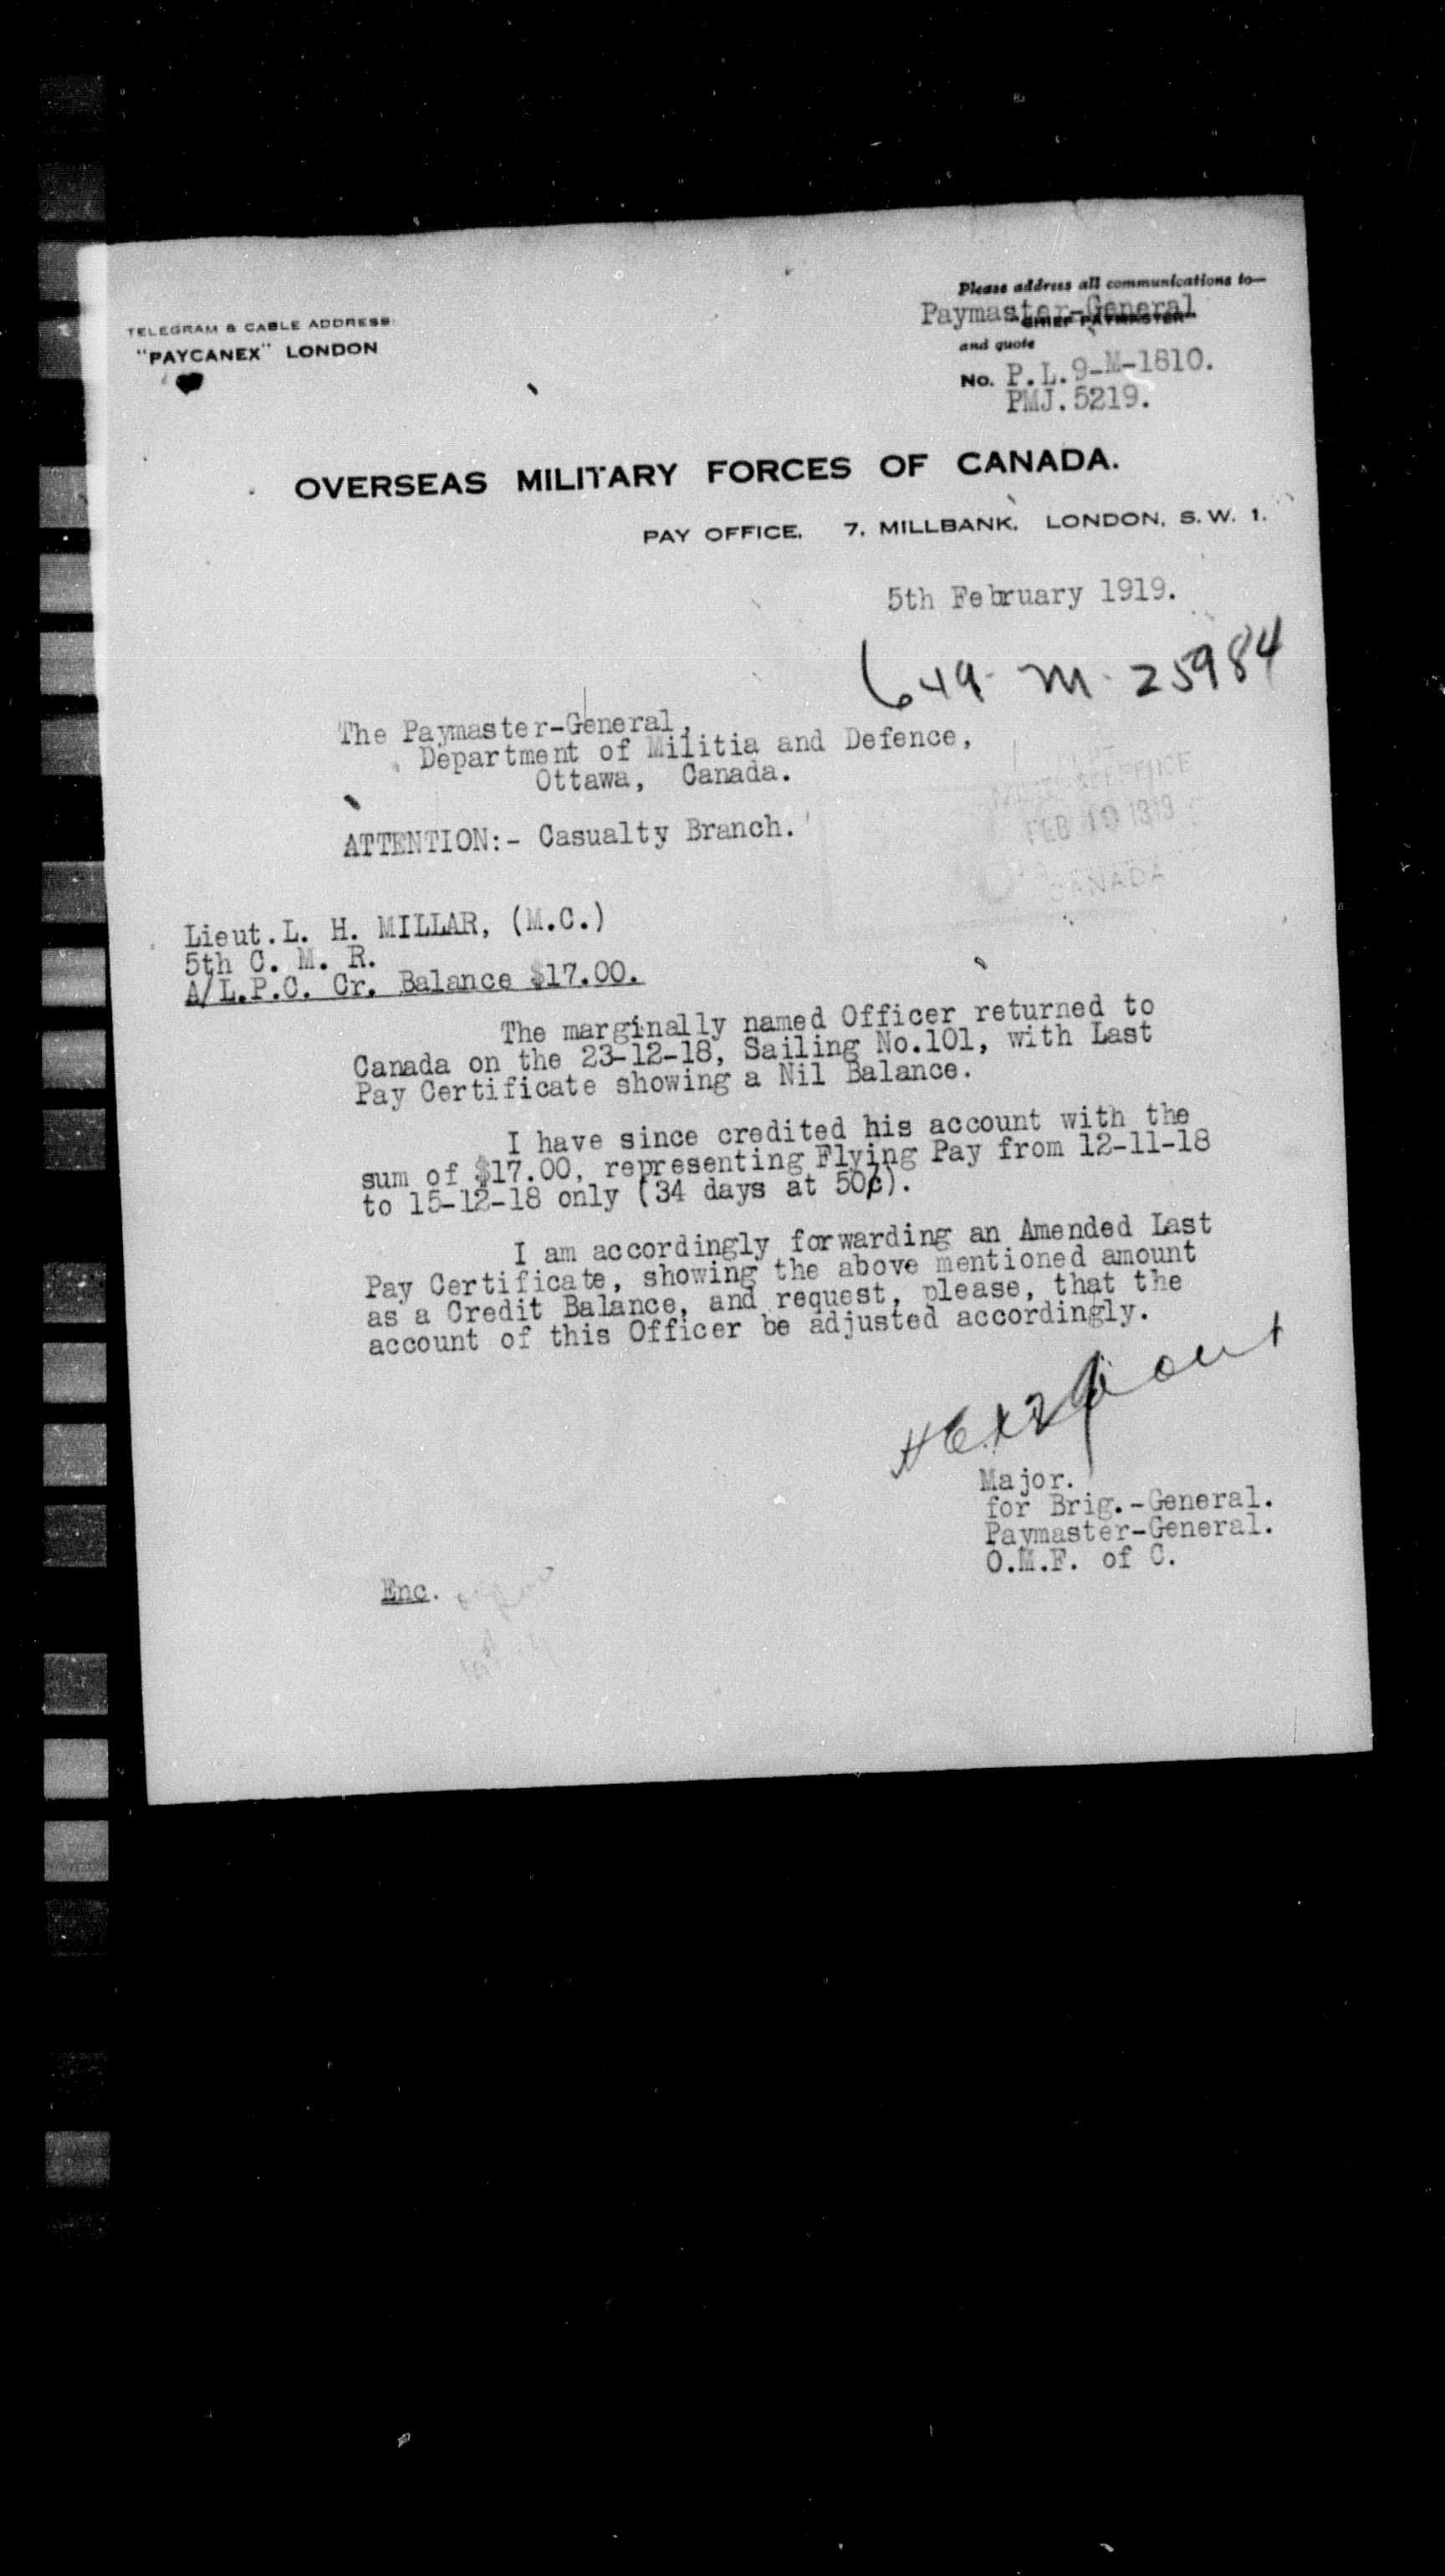 Please address all communications to—
TELEGRAM & CABLE ADDRESS:
"PAYCANEX" LONDON
Paymaster-General
CHIEF PAYMASTER
and quote
No. P.L.9-M-1810.
PMJ.5219.
OVERSEAS MILITARY FORCES OF CANADA.
PAY OFFICE, 7, MILLBANK, LONDON, S.W. 1.
5th February 1919.
649-M-25984
The Paymaster-General,
Department of Militia and Defence,
Ottawa, Canada.
FEB 1919
CANADA
ATTENTION:- Casualty Branch.
Lieut.L. H. MILLAR, (M.C.)
5th C. M. R.
A/L.P.C. Cr. Balance $17.00.
The marginally named Officer returned to
Canada on the 23-12-18, Sailing No.101, with Last
Pay Certificate showing a Nil Balance.
I have since credited his account with the
sum of $17.00, representing Flying Pay from 12-11-18
to 15-12-18 only (34 days at 50¢).
I am accordingly forwarding an Amended Last
Pay Certificate, showing the above mentioned amount
as a Credit Balance, and request, please, that the
account of this Officer be adjusted accordingly.
Major.
for Brig.-General.
Paymaster-General.
O.M.F. of C.
Enc.